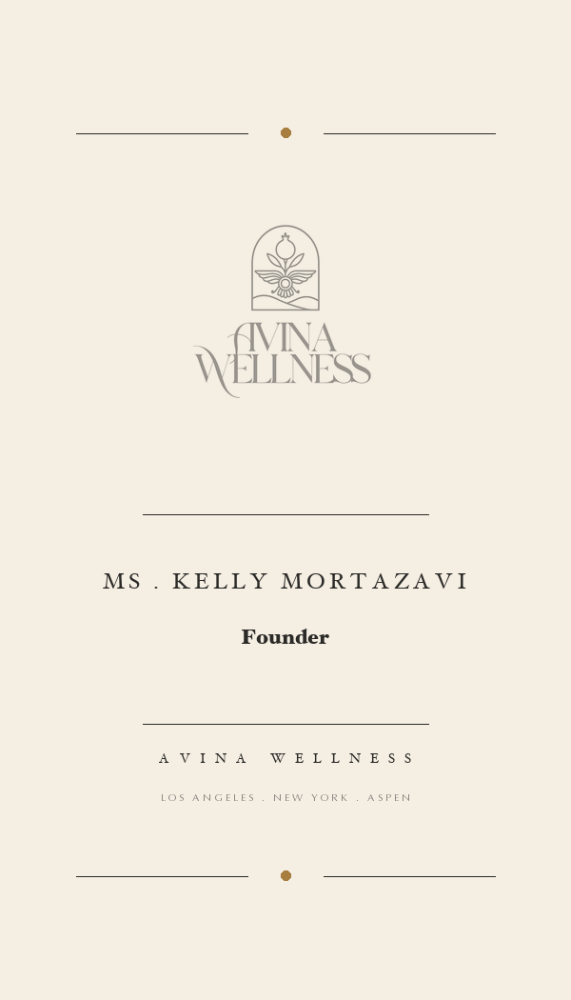 AVINA
WELLNESS
MS . KELLY MORTAZAVI
Founder
AVINA WELLNESS
LOS ANGELES . NEW YORK . ASPEN